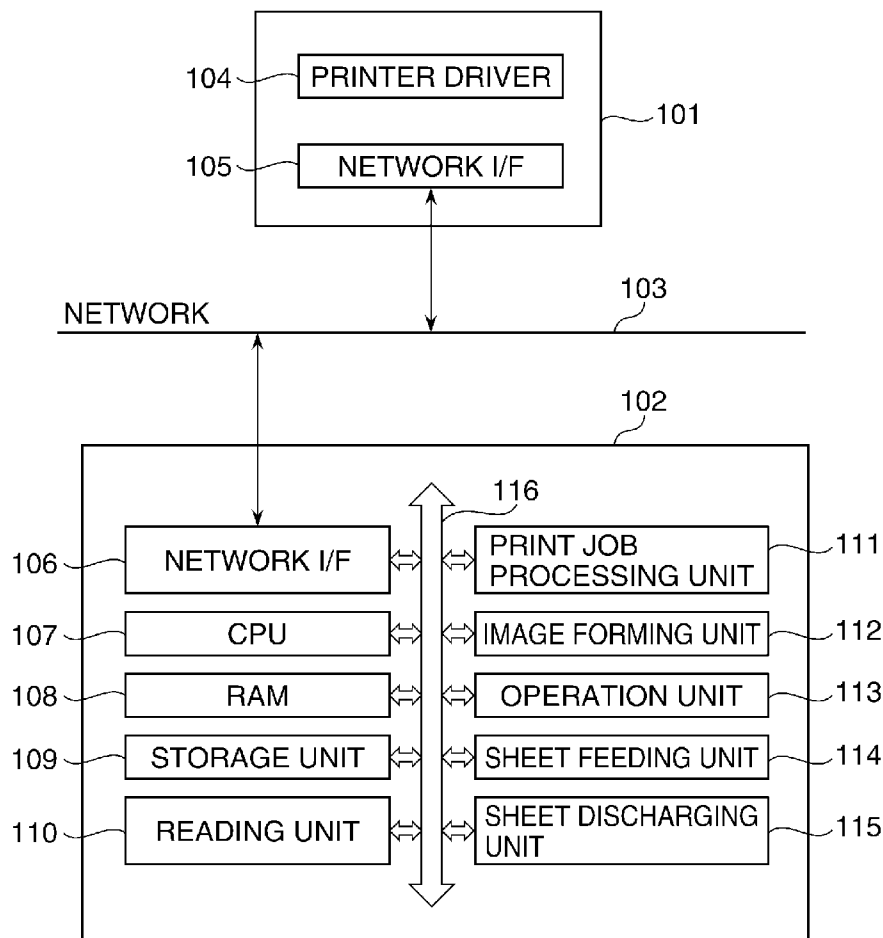 104
PRINTER DRIVER
101
105
NETWORK I/F
103
NETWORK
102
116
106
NETWORK I/F
PRINT JOB
PROCESSING UNIT
111
107
CPU
IMAGE FORMING UNIT
112
108
RAM
OPERATION UNIT
113
109
STORAGE UNIT
SHEET FEEDING UNIT
114
110
READING UNIT
SHEET DISCHARGING
UNIT
115